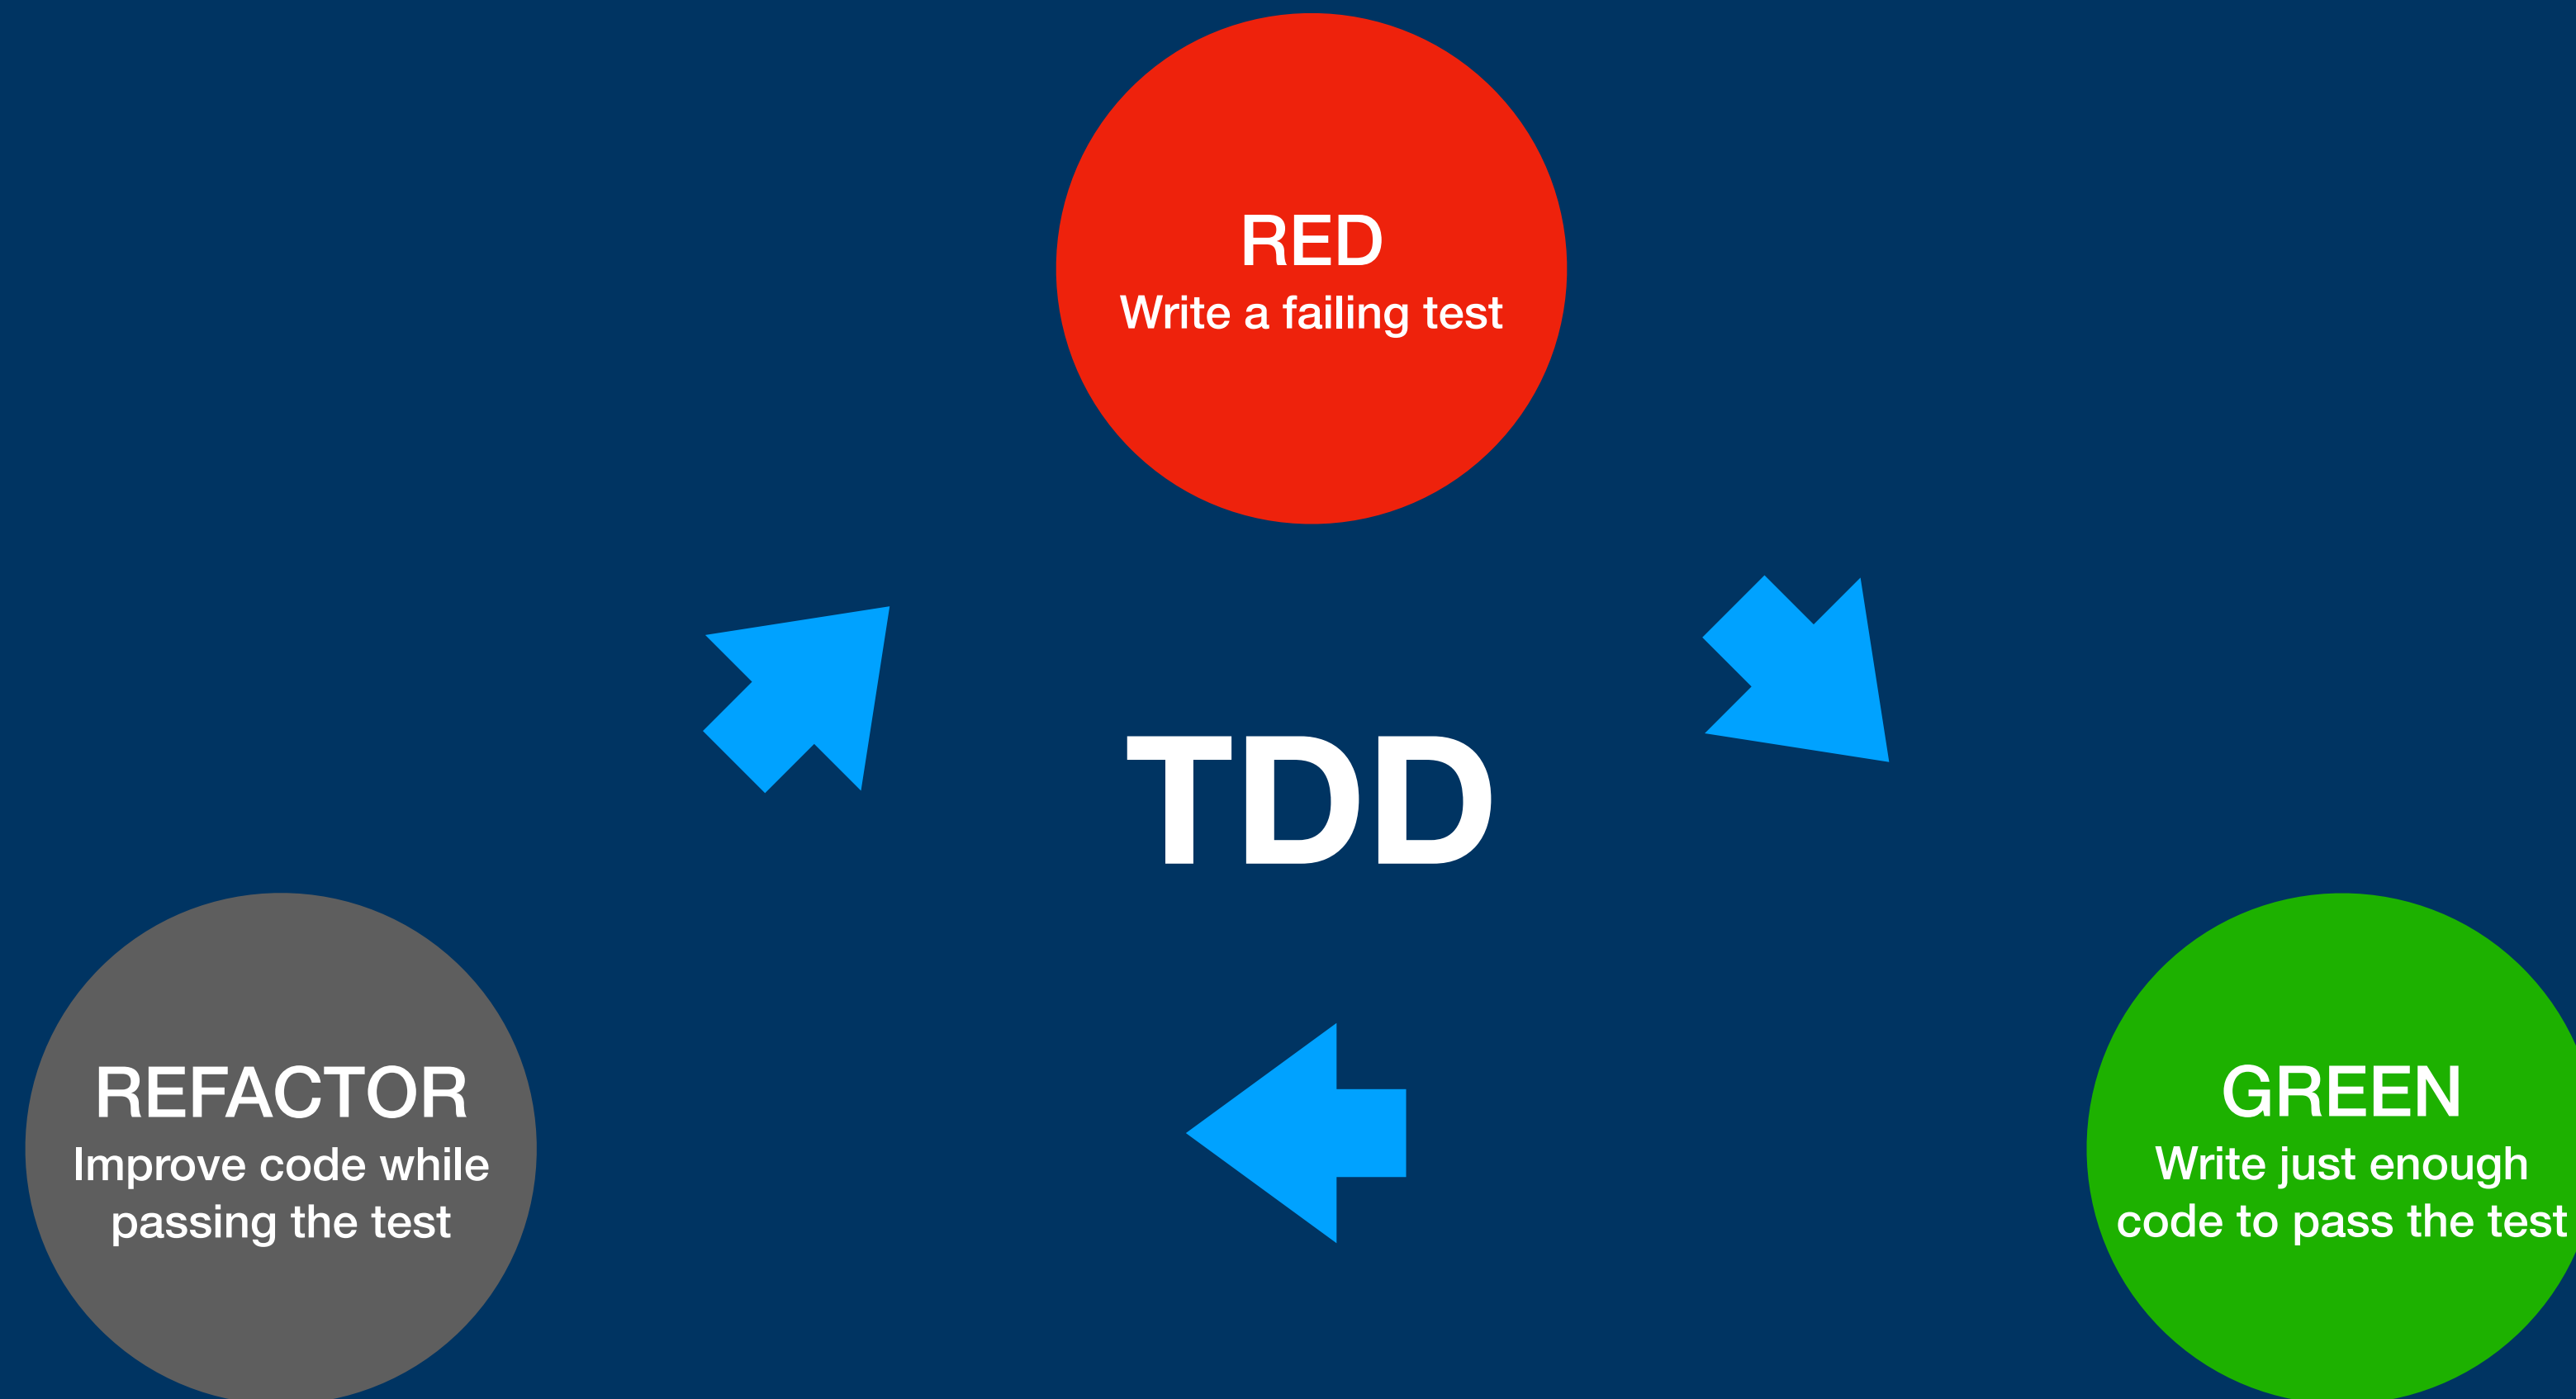 RED
Write a failing test
TDD
REFACTOR
Improve code while
passing the test
GREEN
Write just enough
code to pass the test